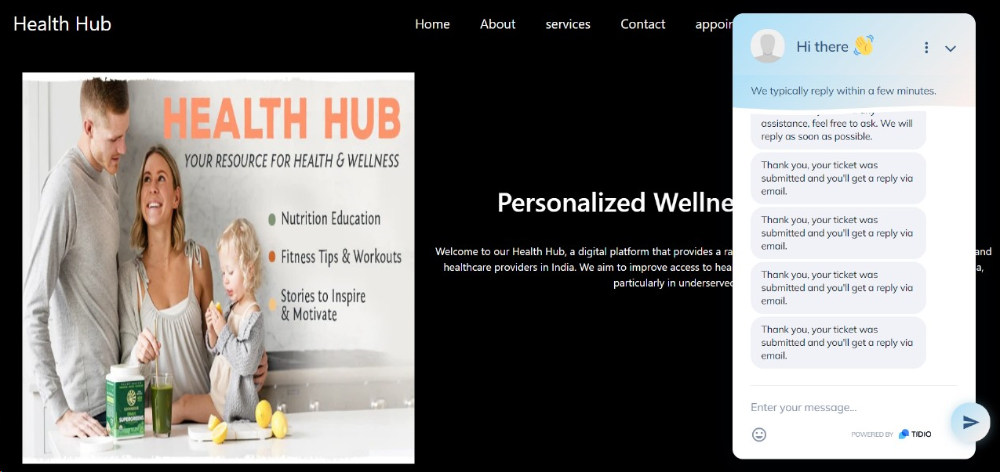 Health Hub
Home About services Contact appoin
HEALTH HUB
YOUR RESOURCE FOR HEALTH & WELLNESS
Nutrition Education
Fitness Tips & Workouts
Stories to Inspire
& Motivate
SUPERGREENS
Personalized Wellne
Welcome to our Health Hub, a digital platform that provides a ra and
healthcare providers in India. We aim to improve access to hea a,
particularly in underserved
Hi there 👋
We typically reply within a few minutes.
assistance, feel free to ask. We will
reply as soon as possible.
Thank you, your ticket was
submitted and you'll get a reply via
email.
Thank you, your ticket was
submitted and you'll get a reply via
email.
Thank you, your ticket was
submitted and you'll get a reply via
email.
Thank you, your ticket was
submitted and you'll get a reply via
email.
Enter your message...
POWERED BY TIDIO